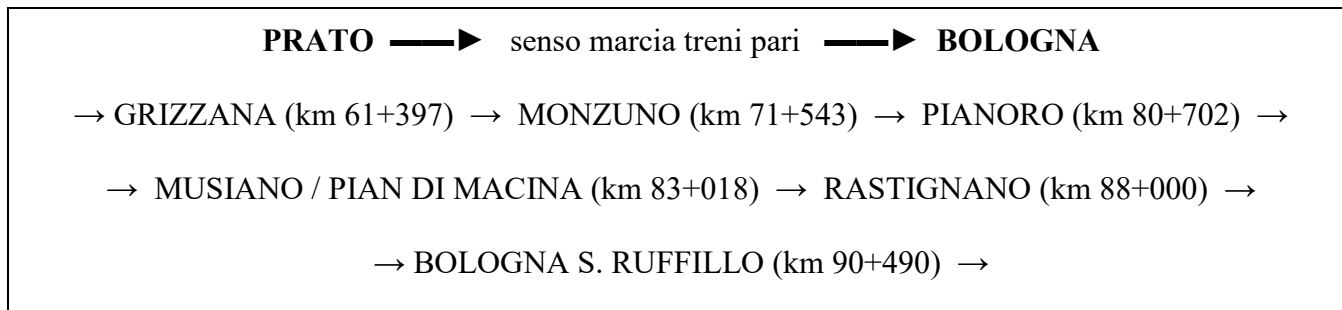 PRATO ▬▬► senso marcia treni pari ▬▬► BOLOGNA
→ GRIZZANA (km 61+397) → MONZUNO (km 71+543) → PIANORO (km 80+702) →
→ MUSIANO / PIAN DI MACINA (km 83+018) → RASTIGNANO (km 88+000) →
→ BOLOGNA S. RUFFILLO (km 90+490) →